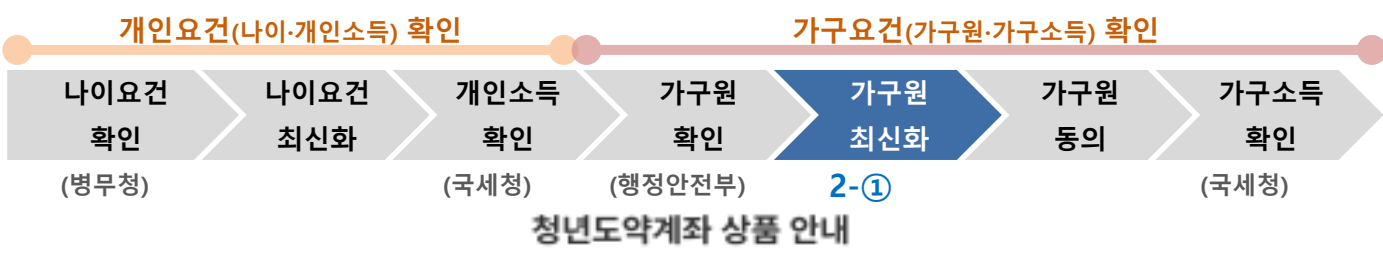 개인요건(나이·개인소득) 확인
가구요건(가구원·가구소득) 확인
나이요건
확인
나이요건
최신화
개인소득
확인
가구원
확인
가구원
최신화
가구원
동의
가구소득
확인
(병무청)
(국세청)
(행정안전부)
2-①
(국세청)
청년도약계좌 상품 안내